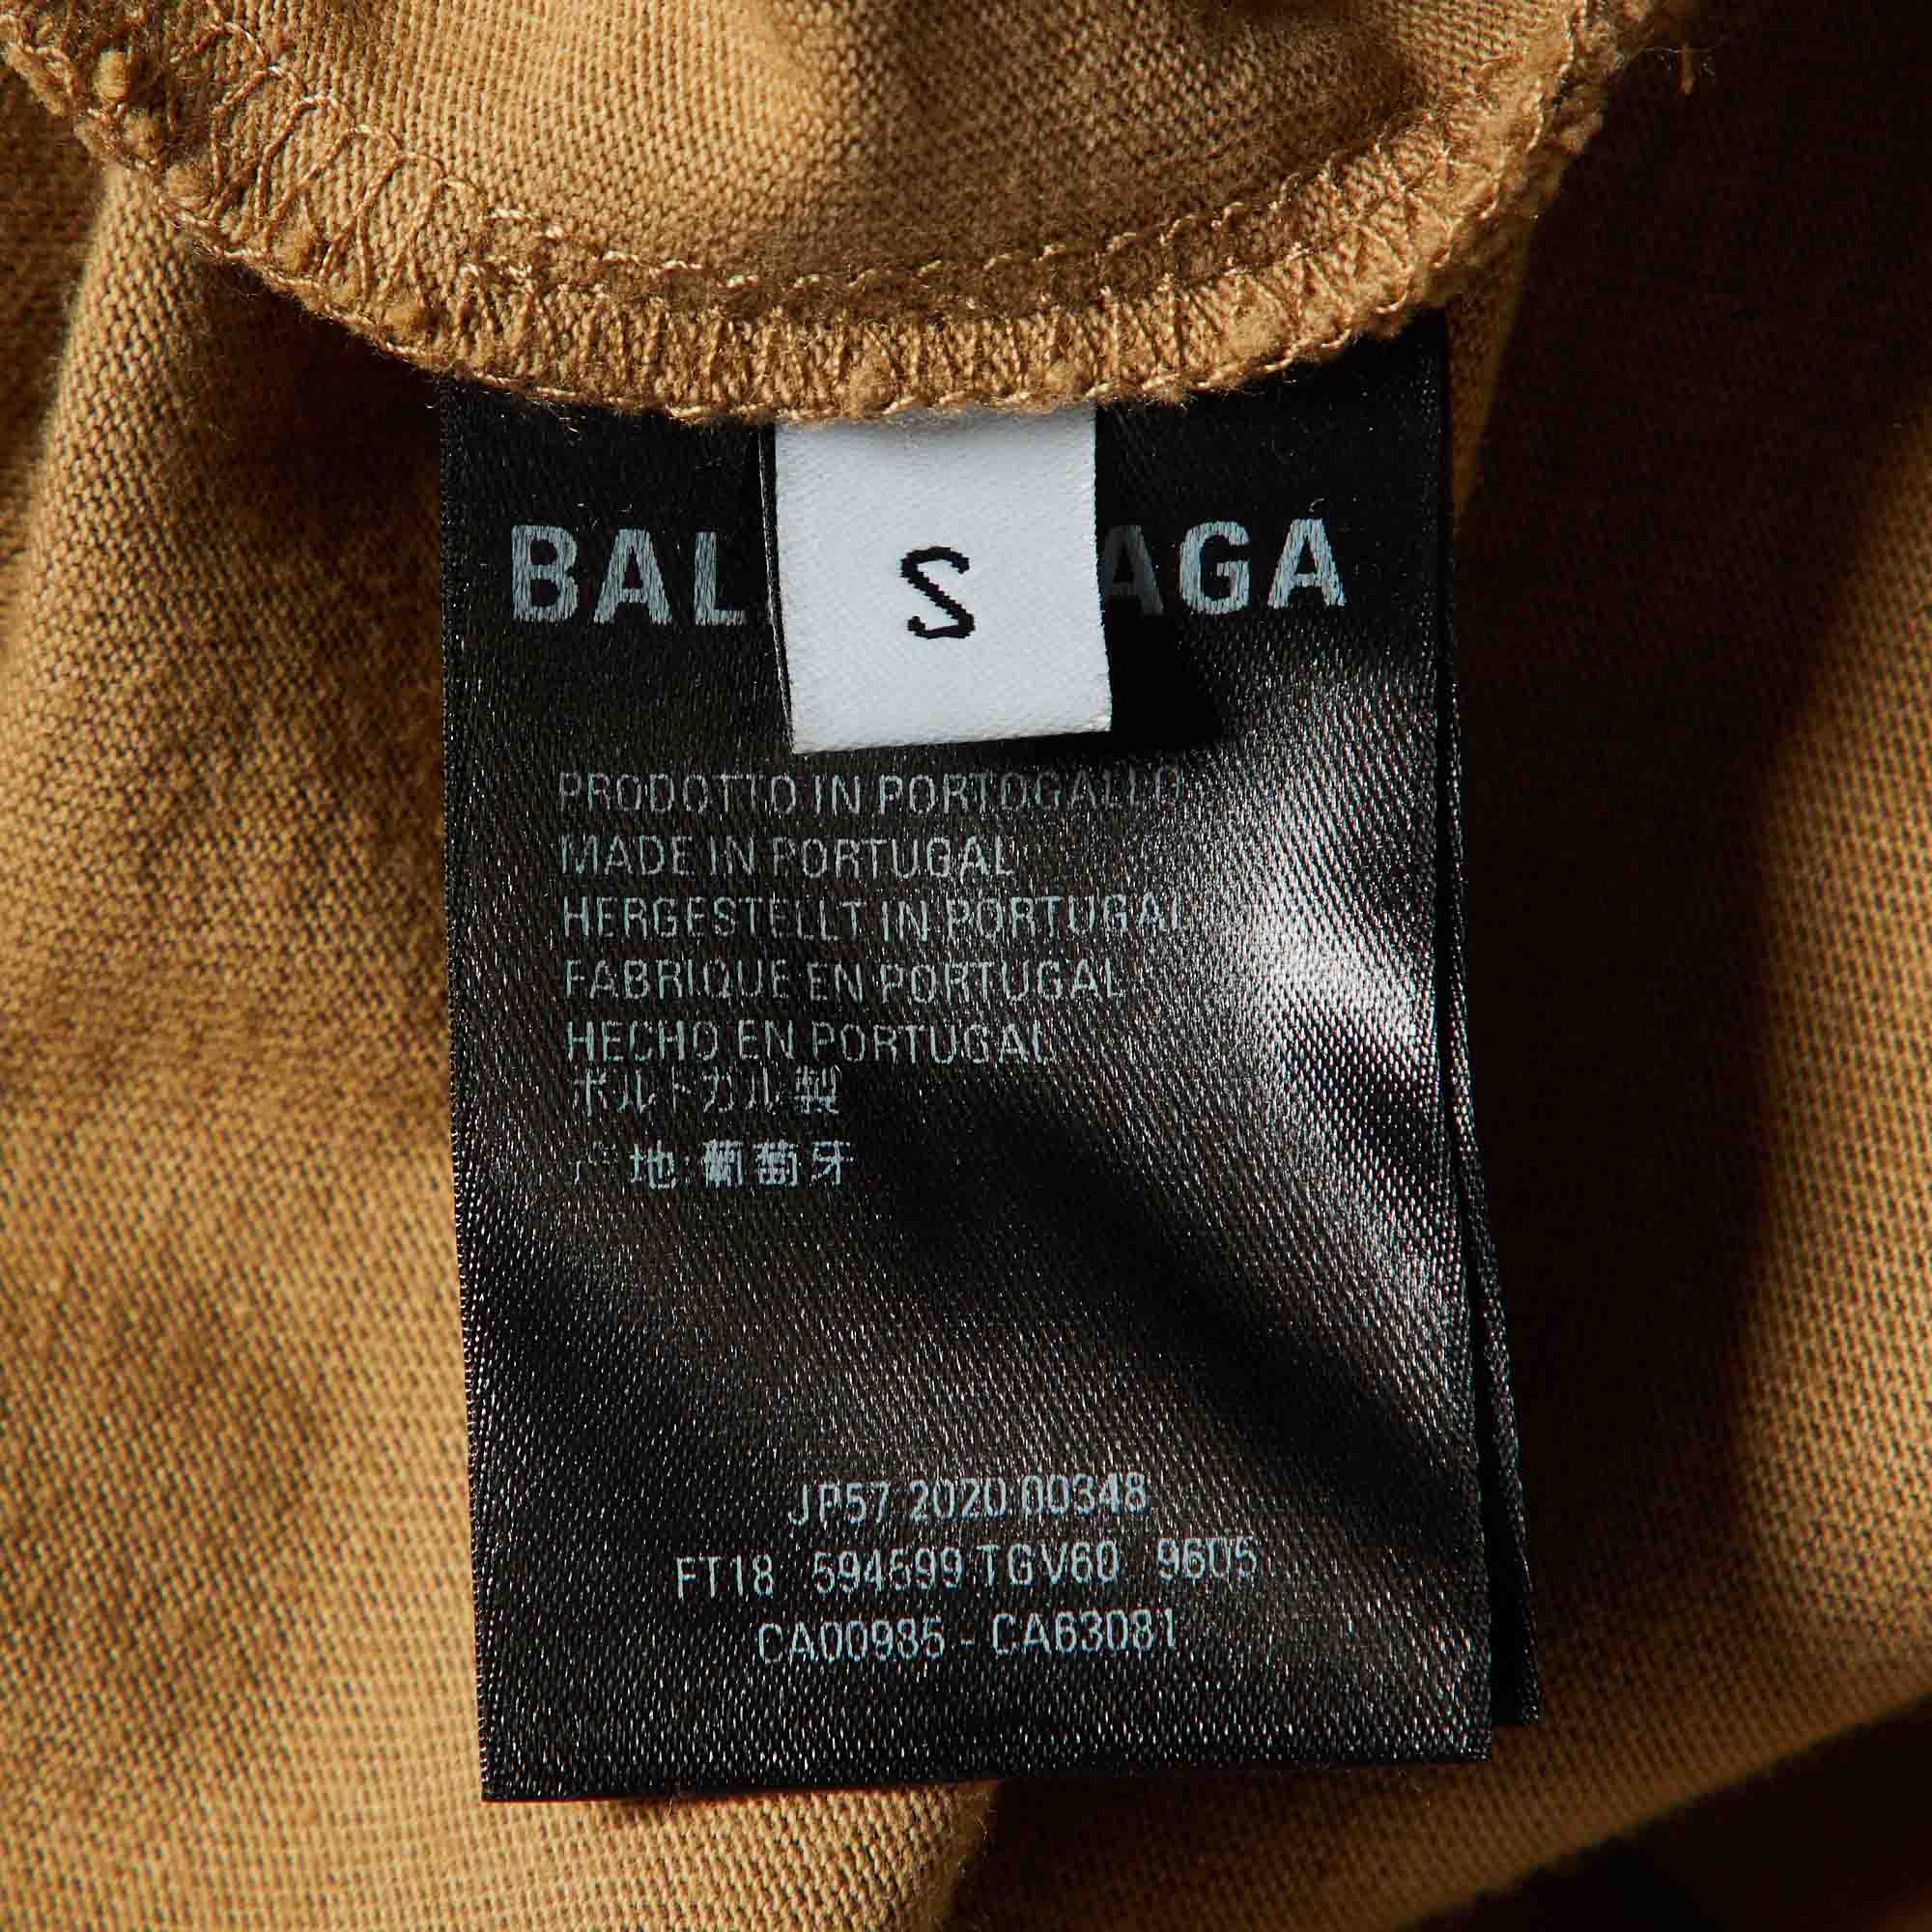 BAL AGA
S
PRODOTTO IN PORTOGALLO
MADE IN PORTUGAL
HERGESTELLT IN PORTUGAL
FABRIQUE EN PORTUGAL
HECHO EN PORTUGAL
ポルトガル製
产地:葡萄牙
JP57 2020 00348
FT18 594599 TGV60 9605
CA00985 - CA63081